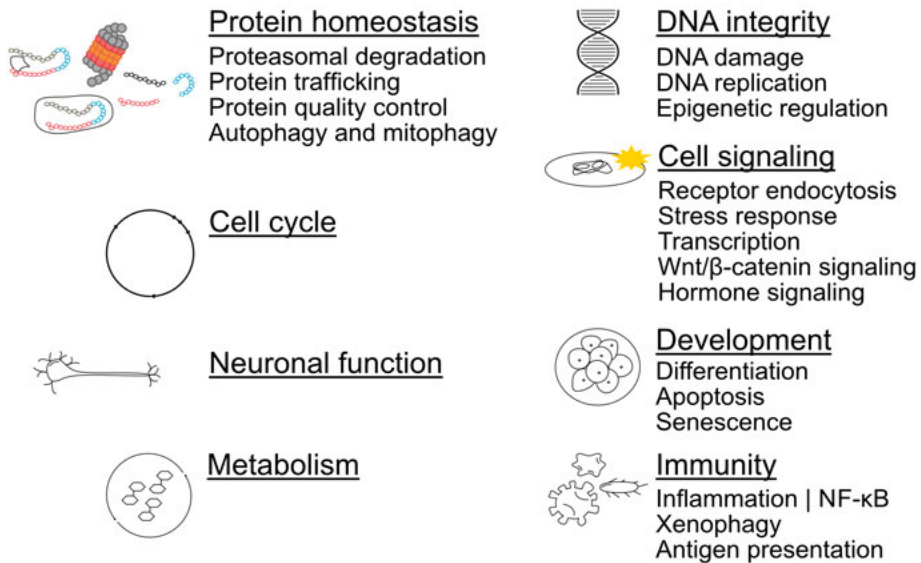 Protein homeostasis
Proteasomal degradation
Protein trafficking
Protein quality control
Autophagy and mitophagy
Cell cycle
Neuronal function
Metabolism
DNA integrity
DNA damage
DNA replication
Epigenetic regulation
Cell signaling
Receptor endocytosis
Stress response
Transcription
Wnt/β-catenin signaling
Hormone signaling
Development
Differentiation
Apoptosis
Senescence
Immunity
Inflammation | NF-κB
Xenophagy
Antigen presentation